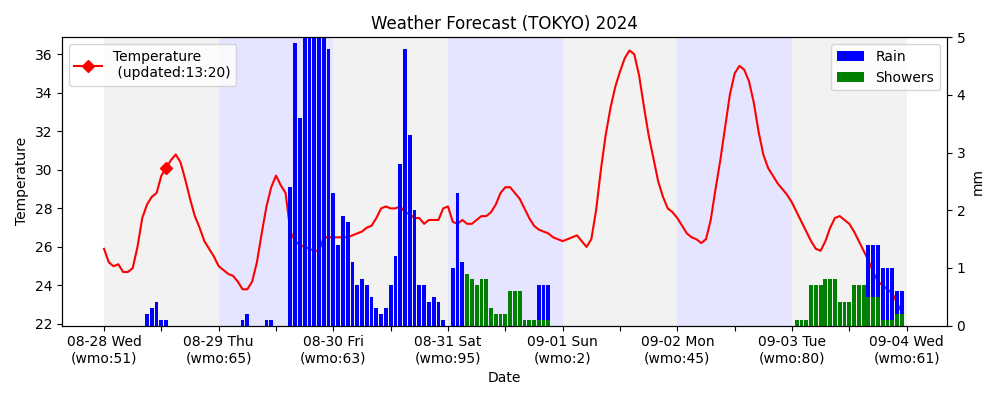 Weather Forecast (TOKYO) 2024
Temperature
(updated:13:20)
Rain
Showers
36
34
32
30
28
26
24
22
Temperature
5
4
3
2
1
0
mm
08-28 Wed
(wmo:51)
08-29 Thu
(wmo:65)
08-30 Fri
(wmo:63)
08-31 Sat
(wmo:95)
09-01 Sun
(wmo:2)
09-02 Mon
(wmo:45)
09-03 Tue
(wmo:80)
09-04 Wed
(wmo:61)
Date